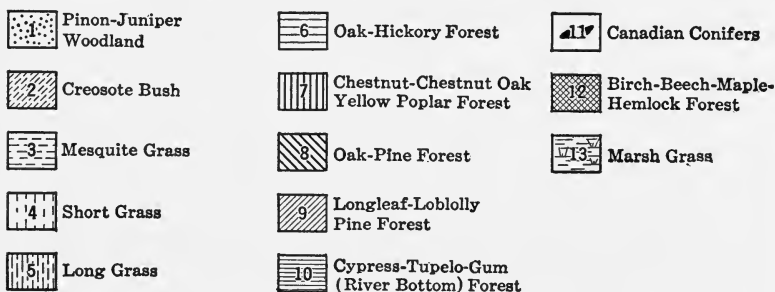 1 Pinon-Juniper
Woodland
2 Creosote Bush
3 Mesquite Grass
4 Short Grass
5 Long Grass
6 Oak-Hickory Forest
7 Chestnut-Chestnut Oak
Yellow Poplar Forest
8 Oak-Pine Forest
9 Longleaf-Loblolly
Pine Forest
10 Cypress-Tupelo-Gum
(River Bottom) Forest
11 Canadian Conifers
12 Birch-Beech-Maple-
Hemlock Forest
13 Marsh Grass